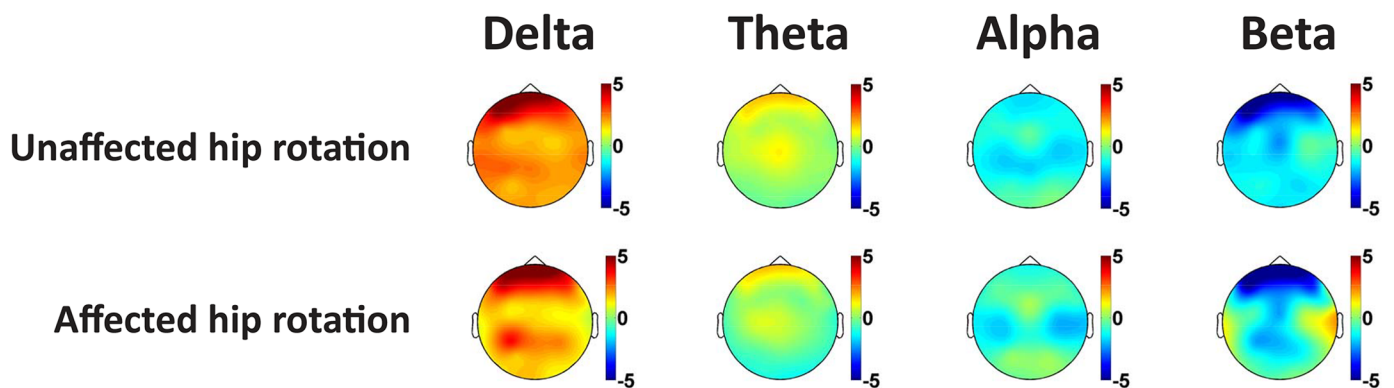 Delta Theta Alpha Beta
5 5 5 5
Unaffected hip rotation 0 0 0 0
-5 -5 -5 -5
5 5 5 5
Affected hip rotation 0 0 0 0
-5 -5 -5 -5